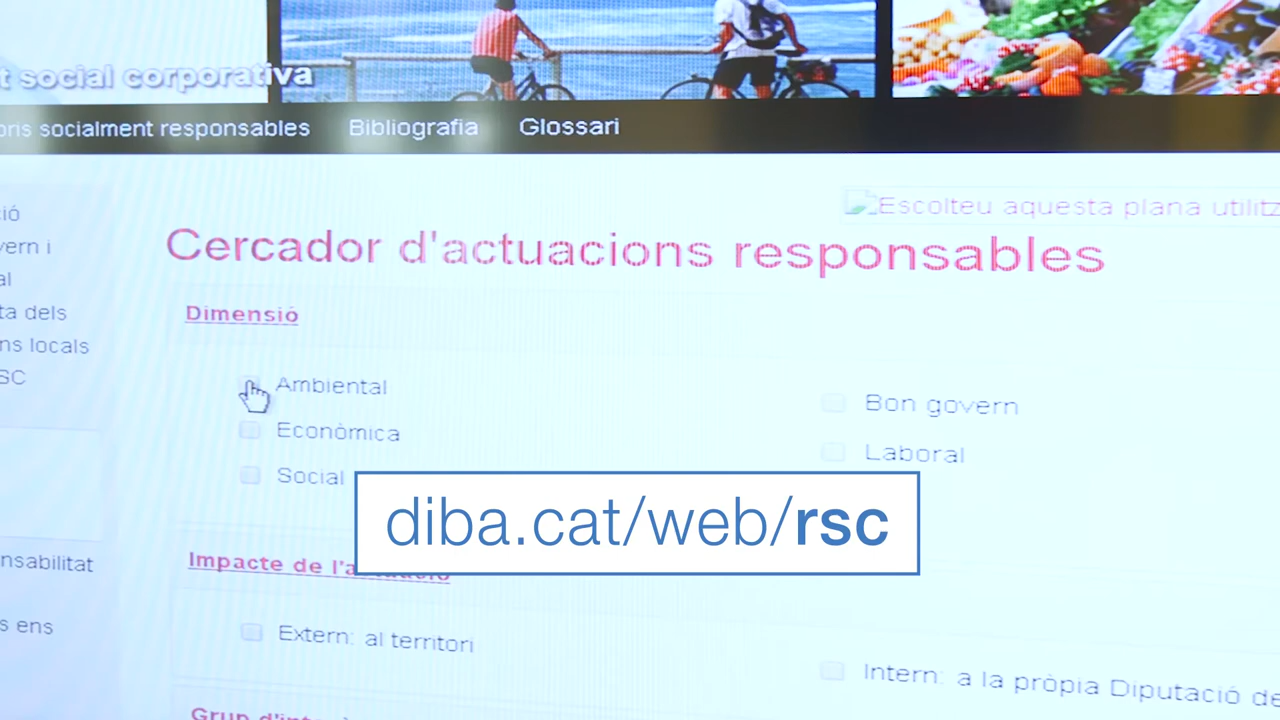 t social corporativa
oris socialment responsables Bibliografia Glossari
Escolteu aquesta plana utilitz
Cercador d'actuacions responsables
ió
vern i
al
ta dels
ns locals
SC
nsabilitat
s ens
Dimensió
Ambiental
Econòmica
Social
Bon govern
Laboral
diba.cat/web/rsc
Impacte de l'actuació
Extern: al territori
Intern: a la pròpia Diputació de